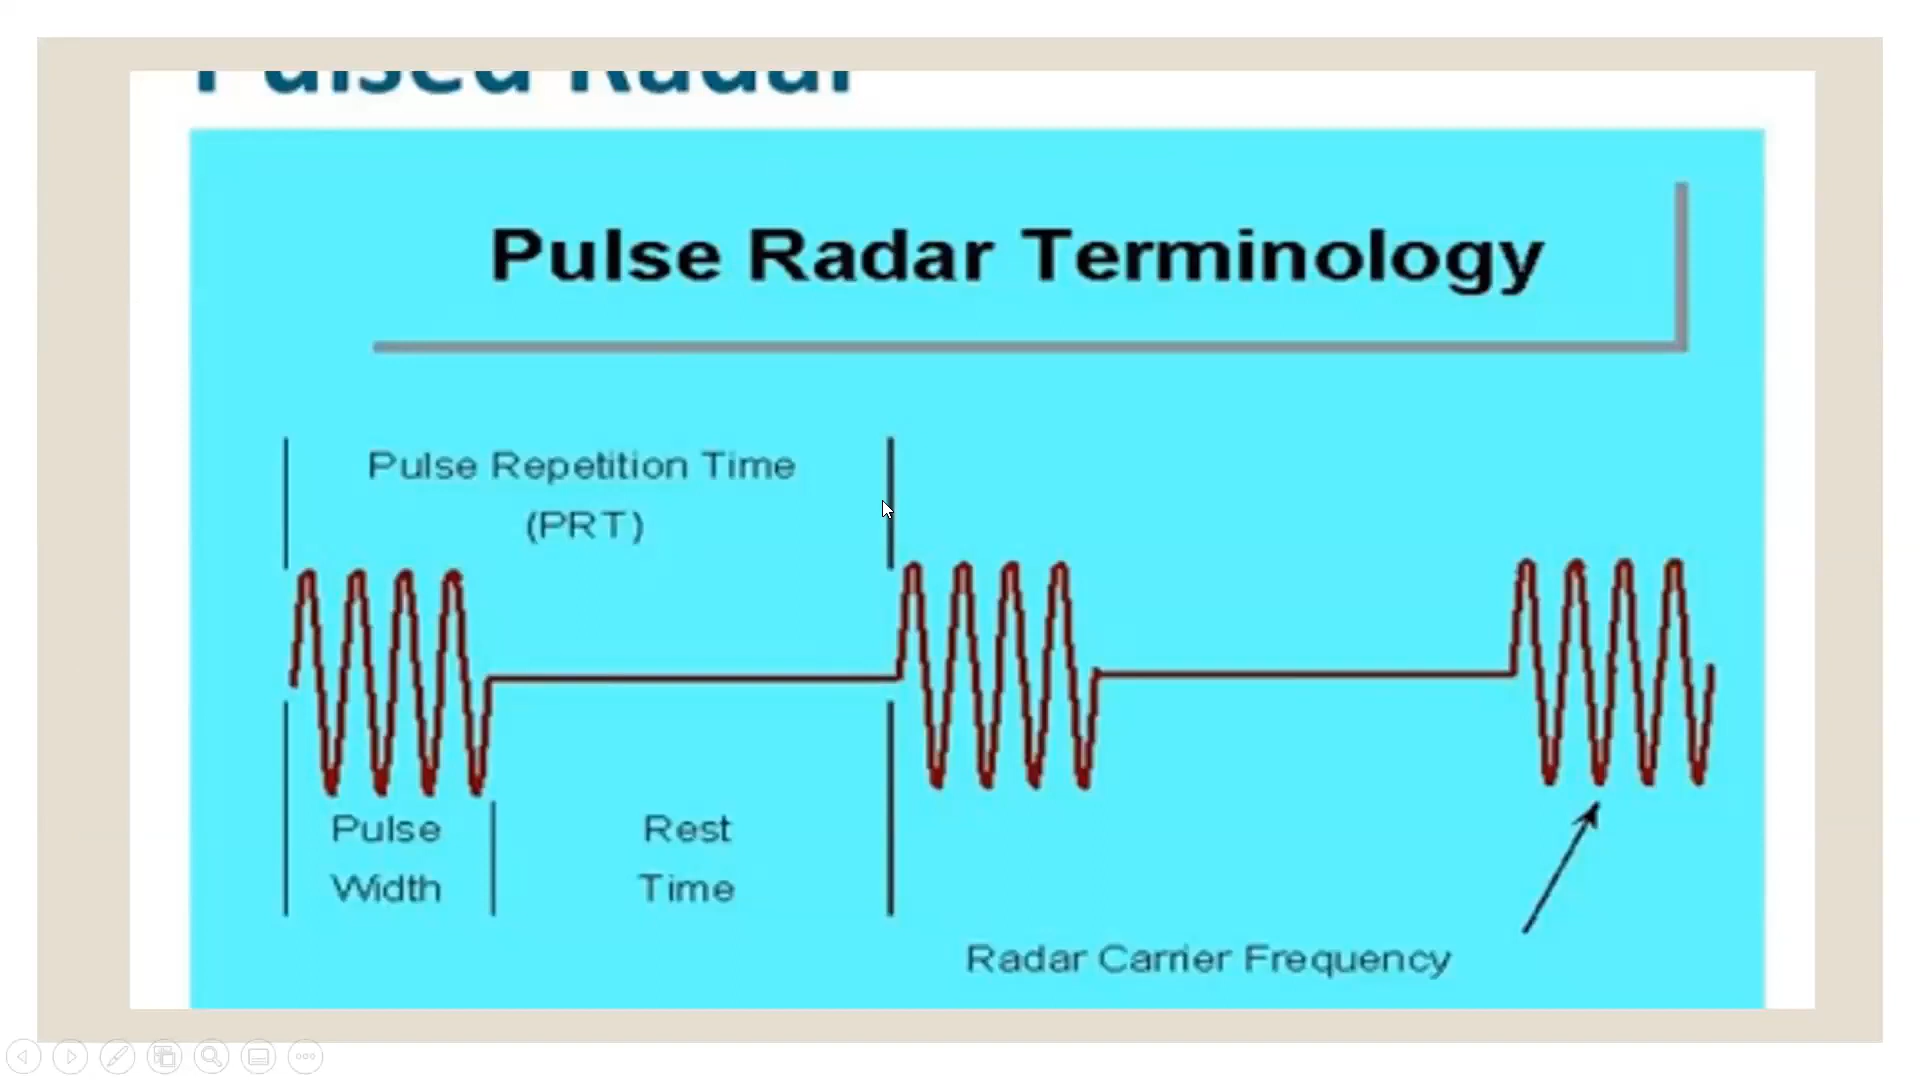 Pulsed Radar
Pulse Radar Terminology
Pulse Repetition Time
(PRT)
Pulse
Width
Rest
Time
Radar Carrier Frequency